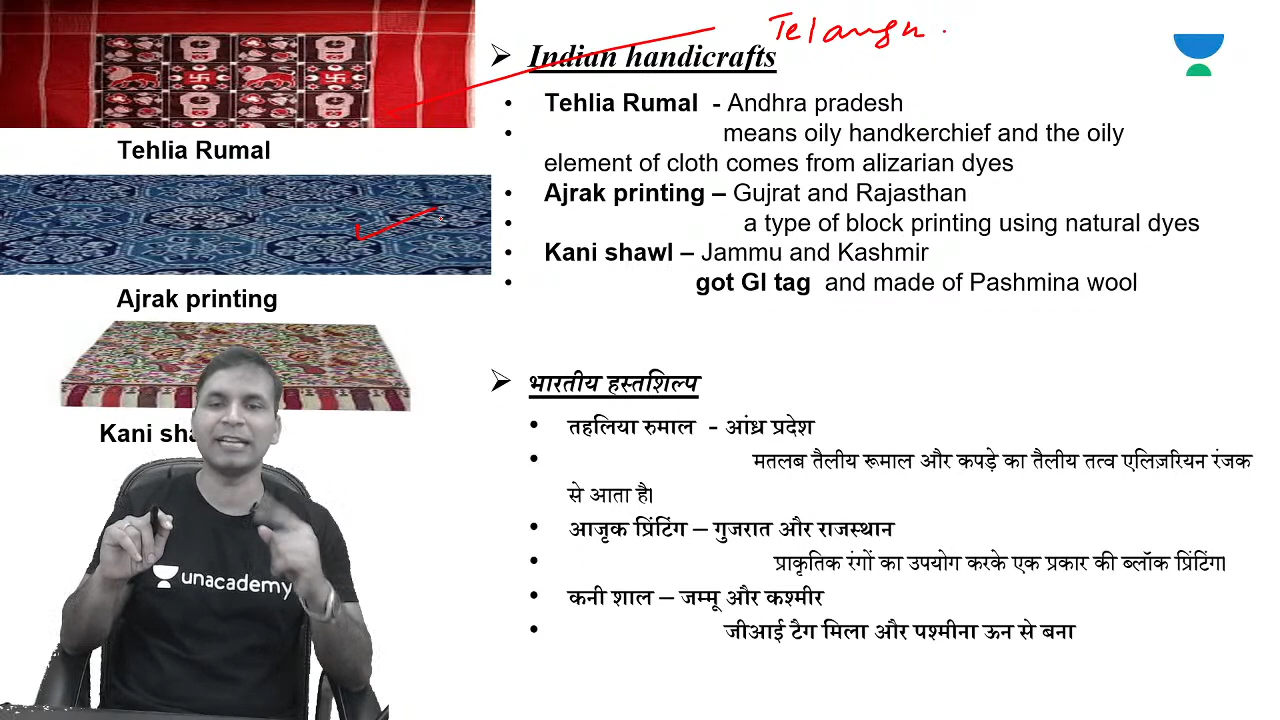 Telangn.
Indian handicrafts
Tehlia Rumal - Andhra pradesh
means oily handkerchief and the oily
element of cloth comes from alizarian dyes
Ajrak printing – Gujrat and Rajasthan
a type of block printing using natural dyes
Kani shawl – Jammu and Kashmir
got GI tag and made of Pashmina wool
Tehlia Rumal
Ajrak printing
Kani sha
भारतीय हस्तशिल्प
तहलिया रुमाल - आंध्र प्रदेश
मतलब तैलीय रूमाल और कपड़े का तैलीय तत्व एलिज़रियन रंजक
से आता है।
आजृक प्रिंटिंग – गुजरात और राजस्थान
प्राकृतिक रंगों का उपयोग करके एक प्रकार की ब्लॉक प्रिंटिंग।
कनी शाल – जम्मू और कश्मीर
जीआई टैग मिला और पश्मीना ऊन से बना
unacademy